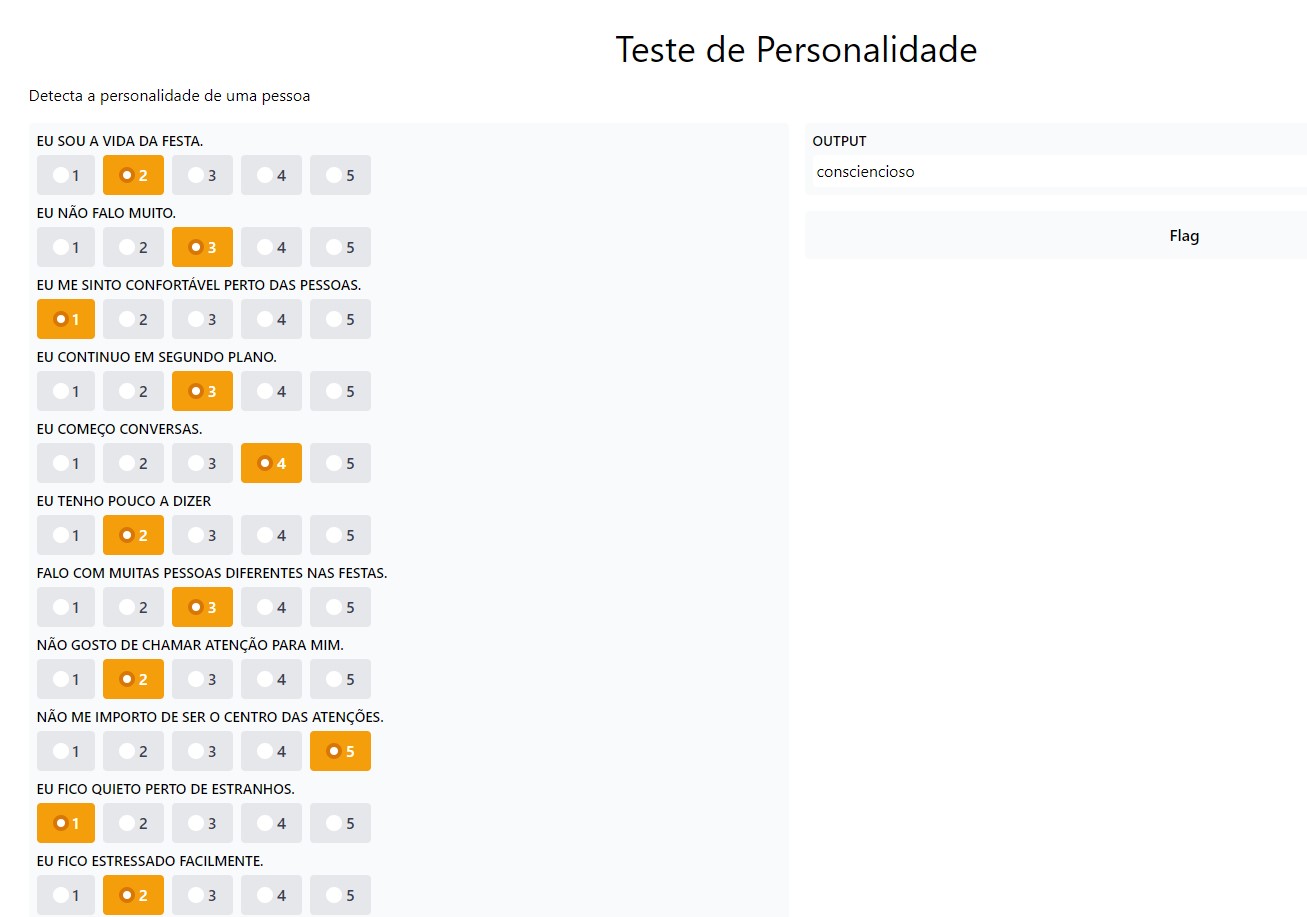 Teste de Personalidade
Detecta a personalidade de uma pessoa
EU SOU A VIDA DA FESTA.
1 2 3 4 5
EU NÃO FALO MUITO.
1 2 3 4 5
EU ME SINTO CONFORTÁVEL PERTO DAS PESSOAS.
1 2 3 4 5
EU CONTINUO EM SEGUNDO PLANO.
1 2 3 4 5
EU COMEÇO CONVERSAS.
1 2 3 4 5
EU TENHO POUCO A DIZER
1 2 3 4 5
FALO COM MUITAS PESSOAS DIFERENTES NAS FESTAS.
1 2 3 4 5
NÃO GOSTO DE CHAMAR ATENÇÃO PARA MIM.
1 2 3 4 5
NÃO ME IMPORTO DE SER O CENTRO DAS ATENÇÕES.
1 2 3 4 5
EU FICO QUIETO PERTO DE ESTRANHOS.
1 2 3 4 5
EU FICO ESTRESSADO FACILMENTE.
1 2 3 4 5
OUTPUT
consciencioso
Flag